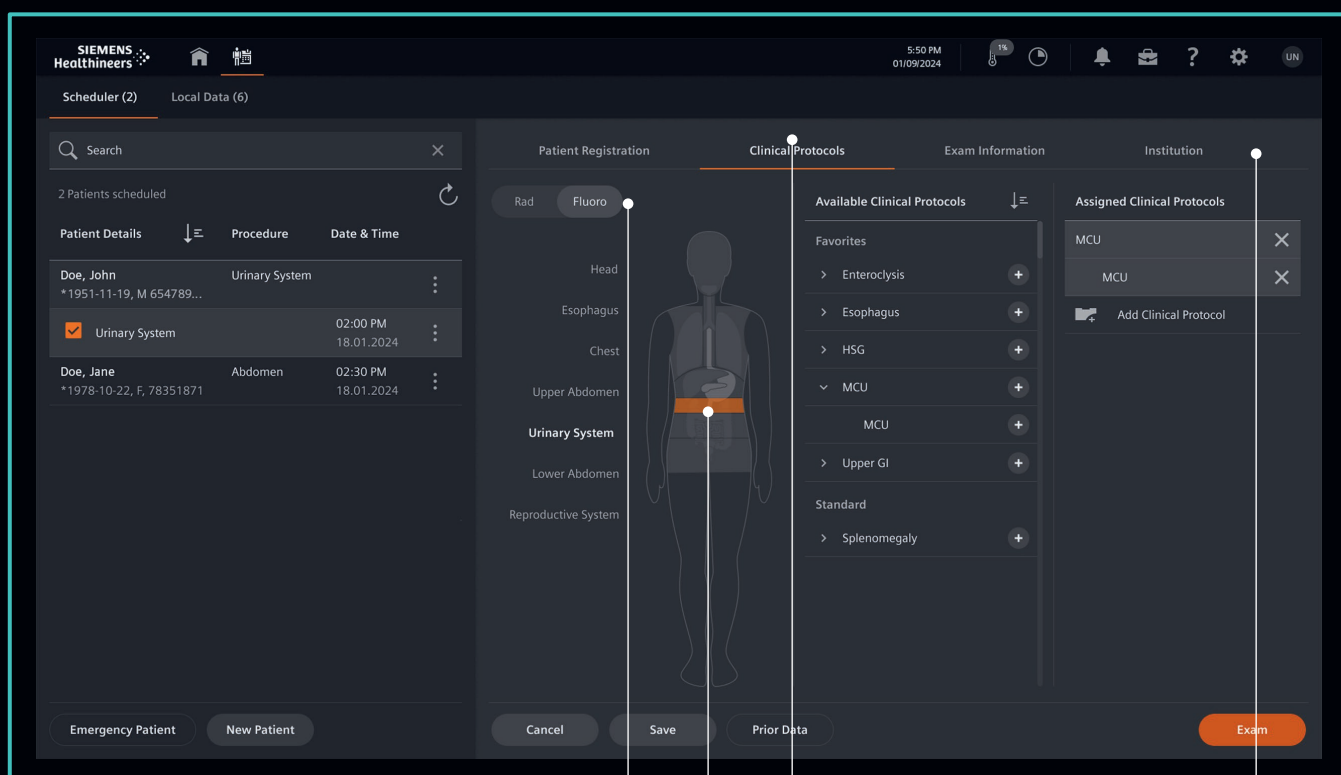 SIEMENS
Healthineers
5:50 PM
01/09/2024
1%
UN
Scheduler (2)
Local Data (6)
Search
2 Patients scheduled
Patient Details
Procedure
Date & Time
Doe, John
Urinary System
*1951-11-19, M 654789...
Urinary System
02:00 PM
18.01.2024
Doe, Jane
Abdomen
02:30 PM
*1978-10-22, F, 78351871
18.01.2024
Emergency Patient
New Patient
Patient Registration
Clinical Protocols
Exam Information
Institution
Rad
Fluoro
Head
Esophagus
Chest
Upper Abdomen
Urinary System
Lower Abdomen
Reproductive System
Available Clinical Protocols
Favorites
Enteroclysis
Esophagus
HSG
MCU
MCU
Upper GI
Standard
Splenomegaly
Assigned Clinical Protocols
MCU
MCU
Add Clinical Protocol
Cancel
Save
Prior Data
Exam